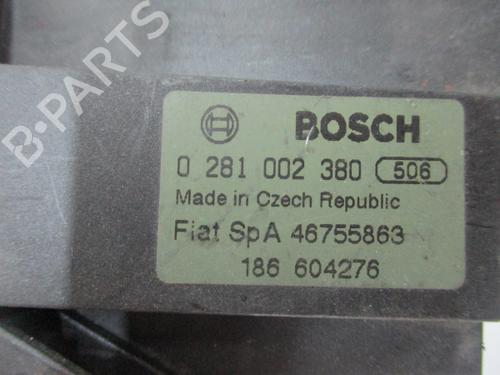 B-PARTS
BOSCH
0 281 002 380 506
Made in Czech Republic
Fiat SpA 46755863
186 604276